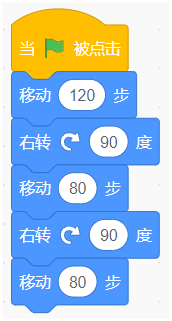 当 被点击
移动 120 步
右转 90 度
移动 80 步
右转 90 度
移动 80 步